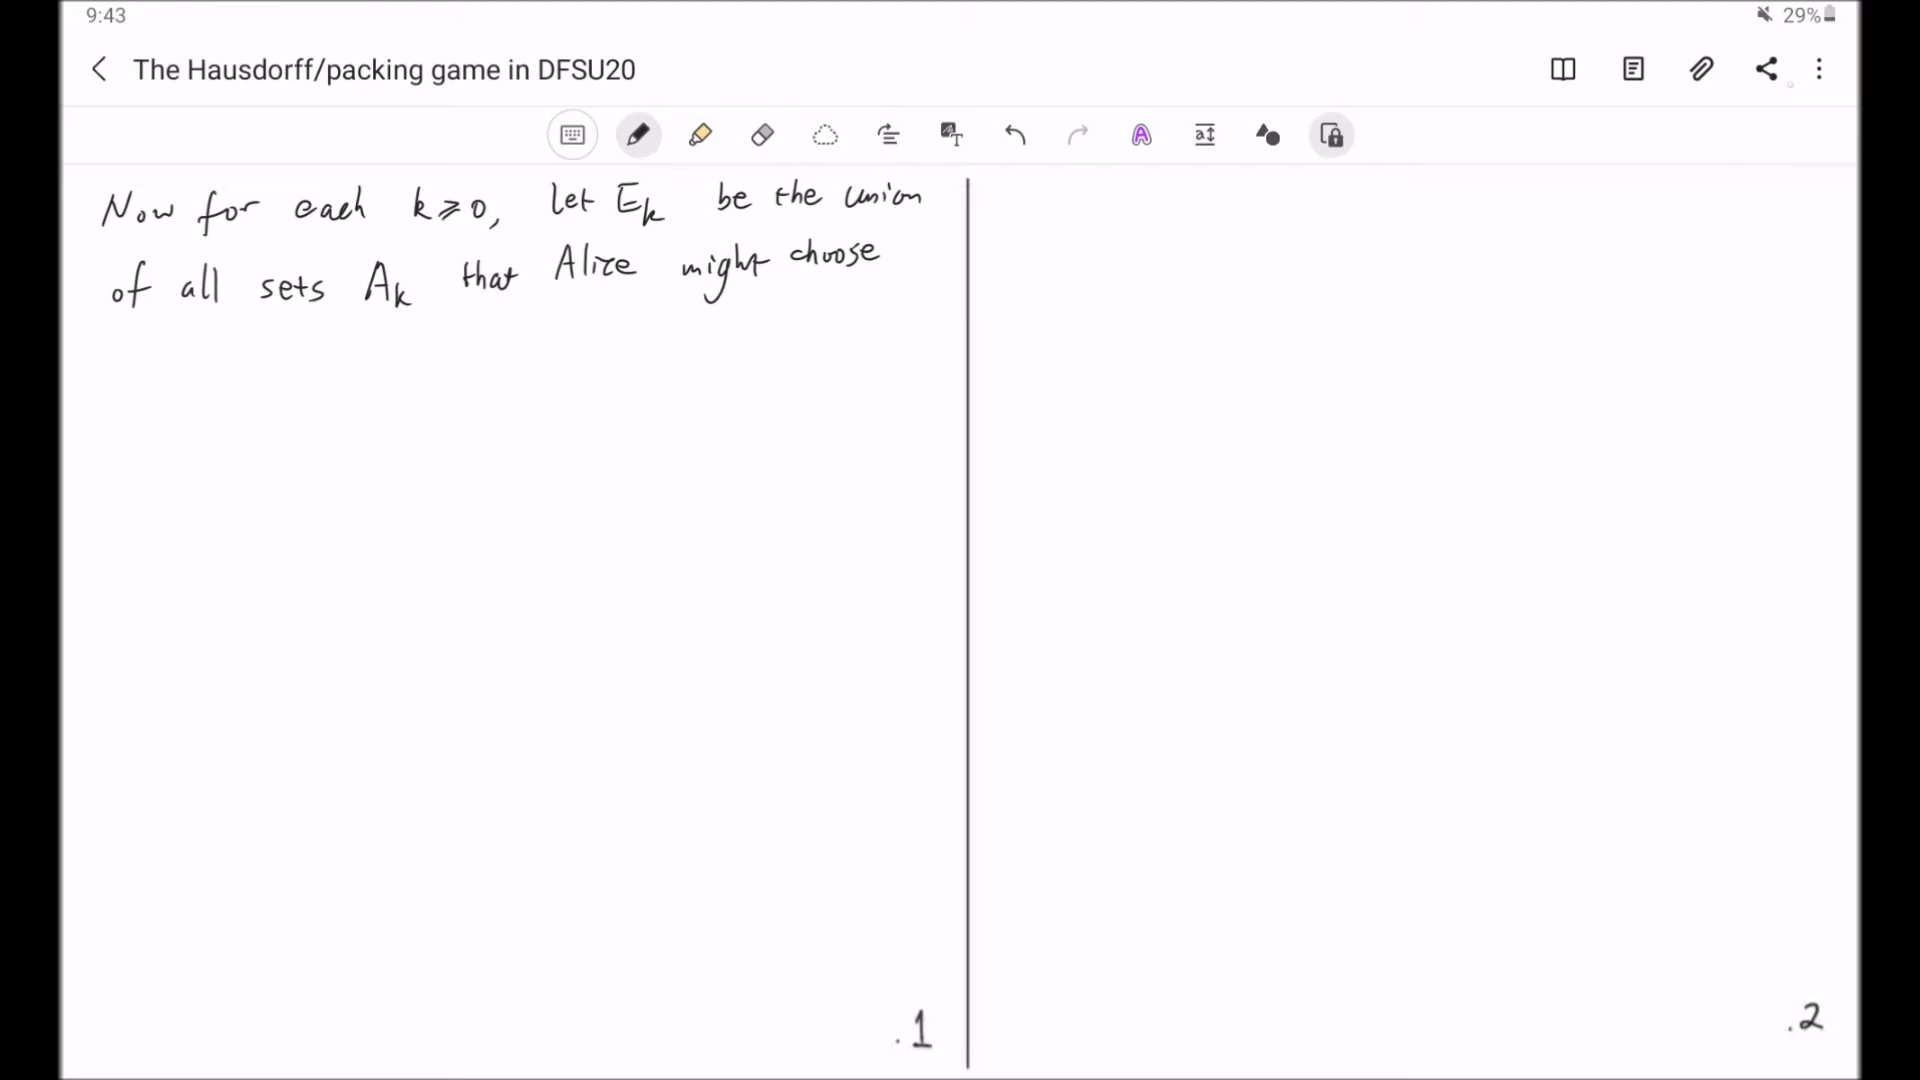 9:43
29%
The Hausdorff/packing game in DFSU20
Now for each k ≥ 0, let E_k be the union
of all sets A_k that Alice might choose
.1
.2